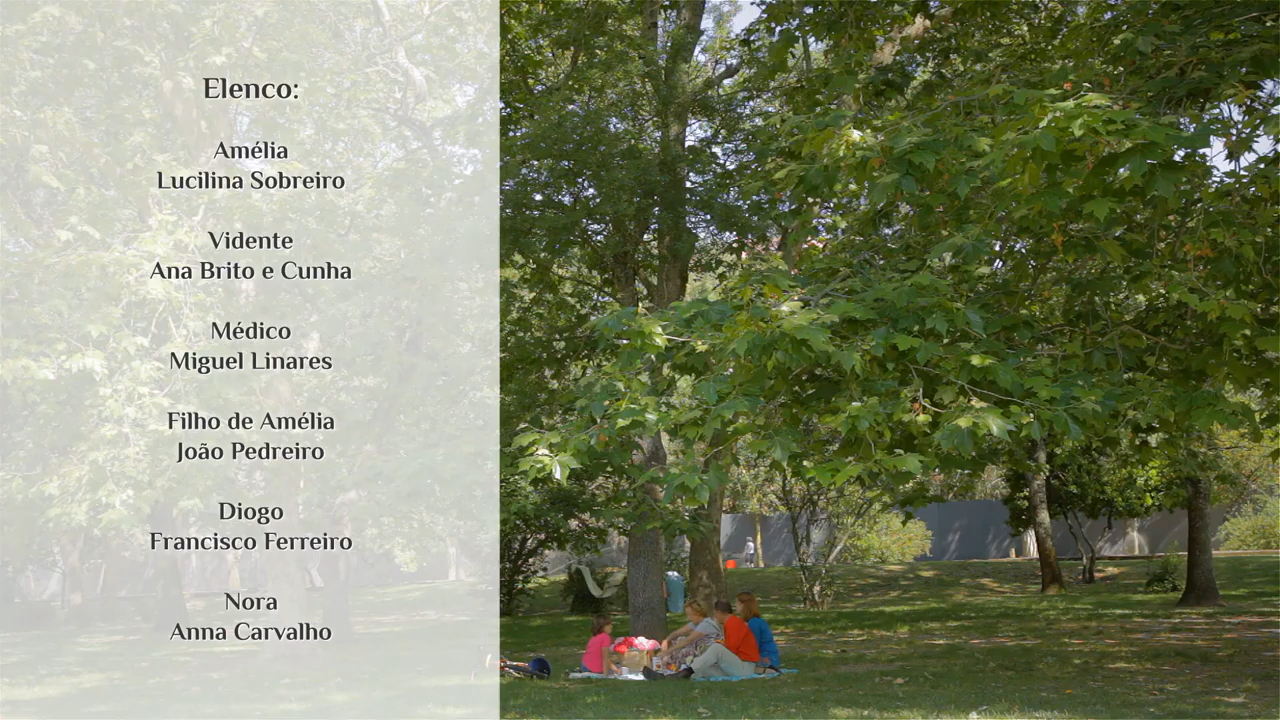 Elenco:
Amélia
Lucilina Sobreiro
Vidente
Ana Brito e Cunha
Médico
Miguel Linares
Filho de Amélia
João Pedreiro
Diogo
Francisco Ferreiro
Nora
Anna Carvalho